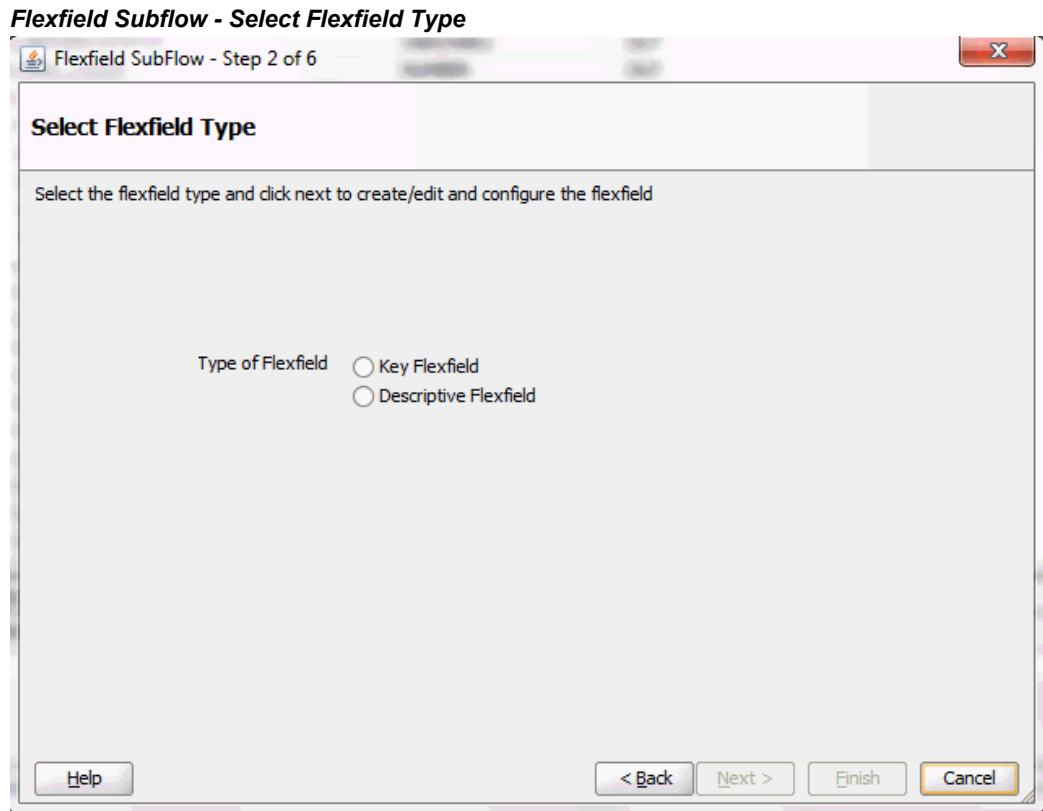 Flexfield Subflow - Select Flexfield Type
Flexfield SubFlow - Step 2 of 6
Select Flexfield Type
Select the flexfield type and click next to create/edit and configure the flexfield
Type of Flexfield
Key Flexfield
Descriptive Flexfield
Help
< Back
Next >
Finish
Cancel